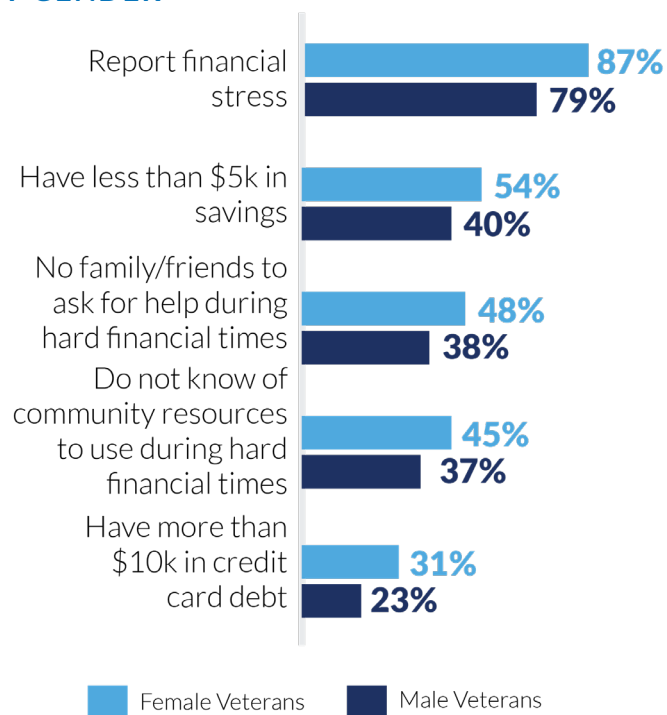 Report financial
stress
87%
79%
Have less than $5k in
savings
54%
40%
No family/friends to
ask for help during
hard financial times
48%
38%
Do not know of
community resources
to use during hard
financial times
45%
37%
Have more than
$10k in credit
card debt
31%
23%
Female Veterans
Male Veterans